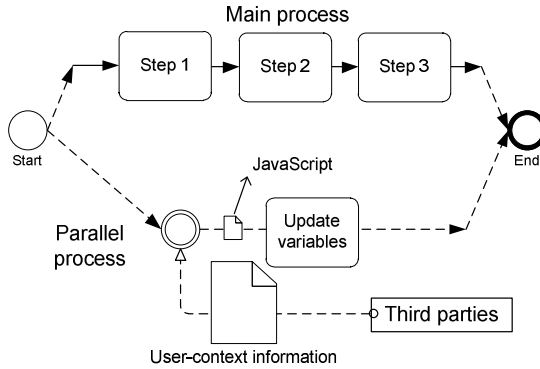 Main process
Step 1
Step 2
Step 3
Start
End
JavaScript
Parallel
process
Update
variables
Third parties
User-context information